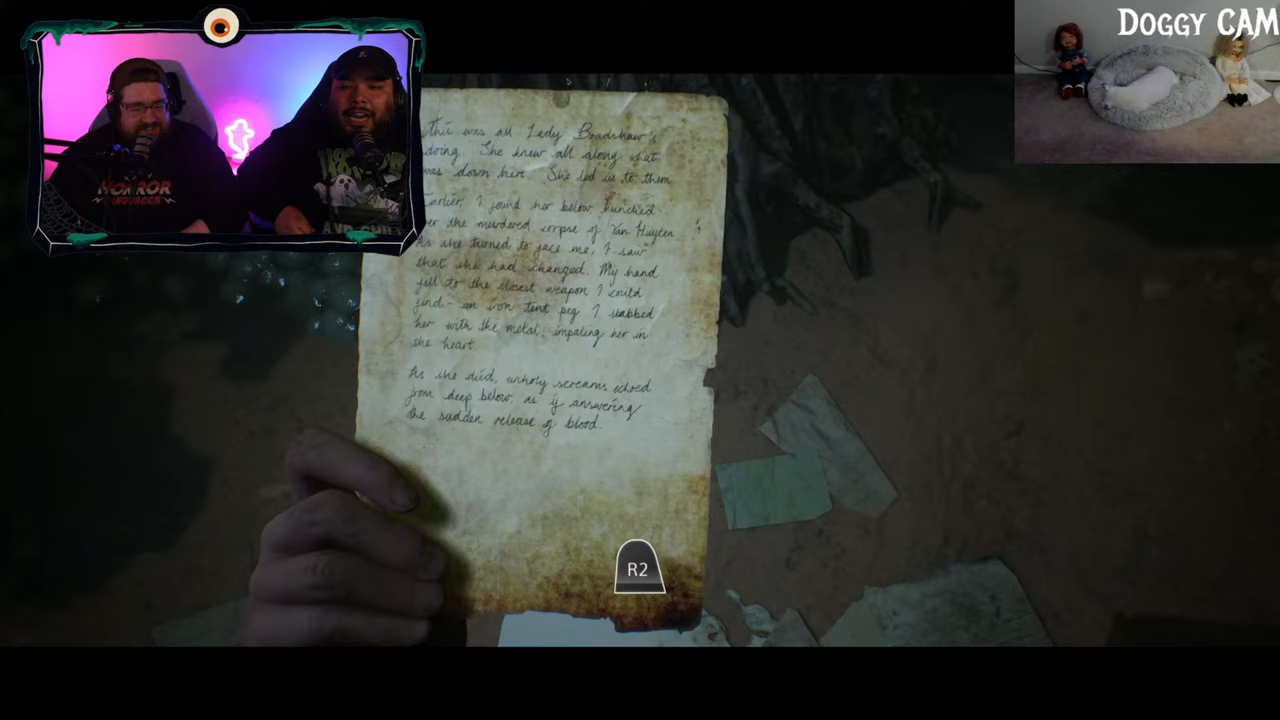 DOGGY CAM
HORROR
This was all Lady Bradshaw's
doing. She knew all along what
was down here. She led us to them
Earlier, I found her below hunched
over the murdered corpse of Van Huyten
As she turned to face me, I saw
that she had changed. My hand
fell to the closest weapon I could
find - an iron tent peg. I stabbed
her with the metal, impaling her in
the heart.
As she died, unholy screams echoed
from deep below, as if answering
the sudden release of blood.
R2